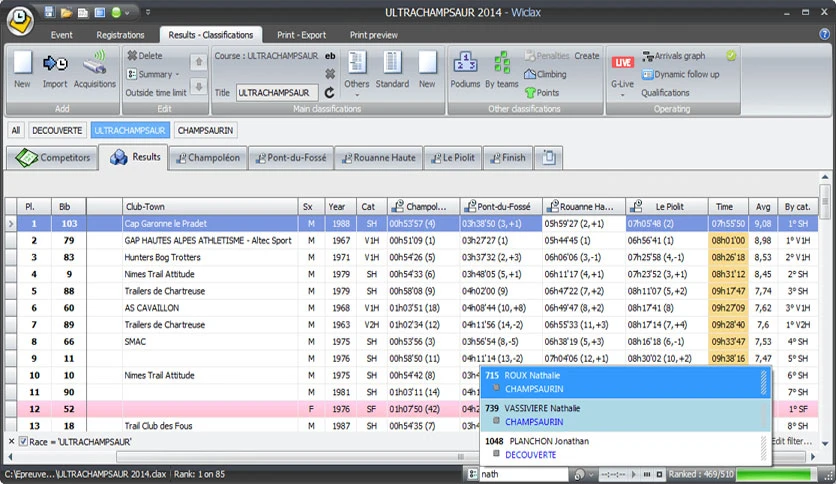 ULTRACHAMPSAUR 2014 - Wiclax
Event Registrations Results - Classifications Print - Export Print preview
New Import Acquisitions
Add
Delete
Summary
Outside time limit
Edit
Course : ULTRACHAMPSAUR eb
Title ULTRACHAMPSAUR
Others Standard New
Main classifications
Podiums By teams
Penalties Create
Climbing
Points
Other classifications
LIVE
G-Live
Arrivals graph
Dynamic follow up
Qualifications
Operating
All DECOUVERTE ULTRACHAMPSAUR CHAMPSAURIN
Competitors Results Champoléon Pont-du-Fossé Rouanne Haute Le Piolit Finish
Pl. Bib Club-Town Sx Year Cat Champol... Pont-du-Fossé Rouanne Ha... Le Piolit Time Avg By cat.
1 103 Cap Garonne le Pradet M 1988 SH 00h53'57 (4) 03h38'50 (3,+1) 05h59'27 (2,+1) 07h05'48 (2) 07h55'50 9,08 1° SH
2 79 GAP HAUTES ALPES ATHLETISME - Altec Sport M 1967 V1H 00h51'09 (1) 03h27'27 (1) 05h44'45 (1) 06h56'41 (1) 08h01'00 8,98 1° V1H
3 83 Hunters Bog Trotters M 1971 V1H 00h54'26 (5) 03h37'32 (2,+3) 06h06'06 (3,-1) 07h25'58 (4,-1) 08h26'18 8,53 2° V1H
4 9 Nimes Trail Attitude M 1979 SH 00h54'33 (6) 03h48'05 (5,+1) 06h11'17 (4,+1) 07h23'52 (3,+1) 08h31'12 8,45 2° SH
5 88 Trailers de Chartreuse M 1979 SH 00h58'08 (9) 04h02'00 (9) 06h47'24 (7,+2) 08h11'07 (5,+2) 09h17'47 7,74 3° SH
6 60 AS CAVAILLON M 1968 V1H 01h03'51 (18) 04h08'44 (10,+8) 06h49'47 (8,+2) 08h17'41 (8) 09h27'09 7,62 3° V1H
7 89 Trailers de Chartreuse M 1963 V2H 01h02'34 (12) 04h11'56 (14,-2) 06h55'33 (11,+3) 08h17'14 (7,+4) 09h28'40 7,6 1° V2H
8 66 SMAC M 1975 SH 00h53'56 (3) 03h56'54 (8,-5) 06h38'54 (5,+3) 08h16'18 (6,-1) 09h33'47 7,53 4° SH
9 11 M 1976 SH 00h58'50 (11) 04h11'14 (13,-2) 07h04'06 (12,+1) 08h30'02 (10,+2) 09h38'16 7,47 5° SH
10 10 Nimes Trail Attitude M 1976 SH 00h54'42 (8) 03h4 6° SH
11 90 M 1981 SH 01h03'11 (14) 04h1 7° SH
12 52 F 1976 SF 01h07'50 (42) 04h2 1° SF
13 18 Trail Club des Fous M 1987 SH 00h54'35 (7) 03h4 8° SH
715 ROUX Nathalie
CHAMPSAURIN
739 VASSIVIERE Nathalie
CHAMPSAURIN
1048 PLANCHON Jonathan
DECOUVERTE
Race = 'ULTRACHAMPSAUR' Edit filter...
C:\Epreuve...\ULTRACHAMPSAUR 2014.dax Rank: 1 on 85 nath --:--:-- Ranked : 469/510